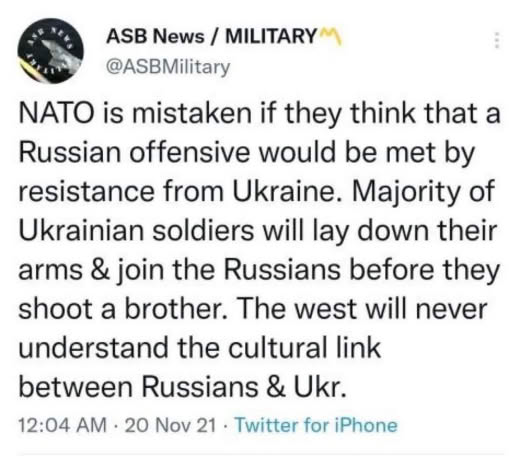 ASB News / MILITARY
@ASBMilitary
NATO is mistaken if they think that a
Russian offensive would be met by
resistance from Ukraine. Majority of
Ukrainian soldiers will lay down their
arms & join the Russians before they
shoot a brother. The west will never
understand the cultural link
between Russians & Ukr.
12:04 AM · 20 Nov 21 · Twitter for iPhone